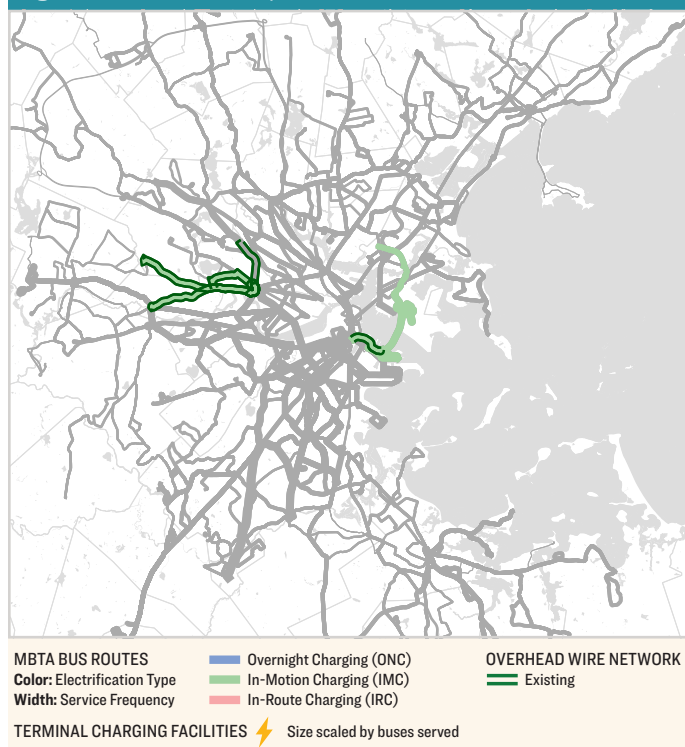 MBTA BUS ROUTES
Color: Electrification Type
Width: Service Frequency
Overnight Charging (ONC)
In-Motion Charging (IMC)
In-Route Charging (IRC)
OVERHEAD WIRE NETWORK
Existing
TERMINAL CHARGING FACILITIES Size scaled by buses served